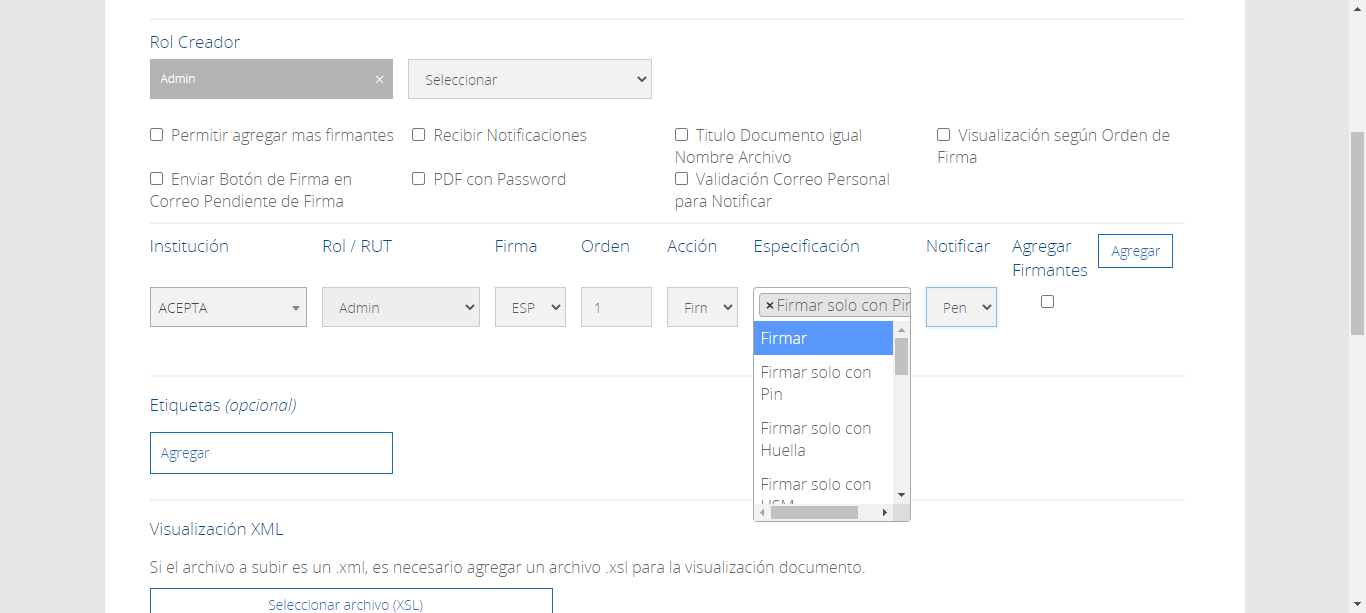 Rol Creador
Admin ×
Seleccionar
Permitir agregar mas firmantes
Recibir Notificaciones
Titulo Documento igual
Nombre Archivo
Visualización según Orden de
Firma
Enviar Botón de Firma en
Correo Pendiente de Firma
PDF con Password
Validación Correo Personal
para Notificar
Institución
Rol / RUT
Firma
Orden
Acción
Especificación
Notificar
Agregar
Firmantes
Agregar
ACEPTA
Admin
ESP
1
Firn
×Firmar solo con Pin
Pen
Firmar
Firmar solo con
Pin
Firmar solo con
Huella
Firmar solo con
HSM
Etiquetas (opcional)
Agregar
Visualización XML
Si el archivo a subir es un .xml, es necesario agregar un archivo .xsl para la visualización documento.
Seleccionar archivo (XSL)